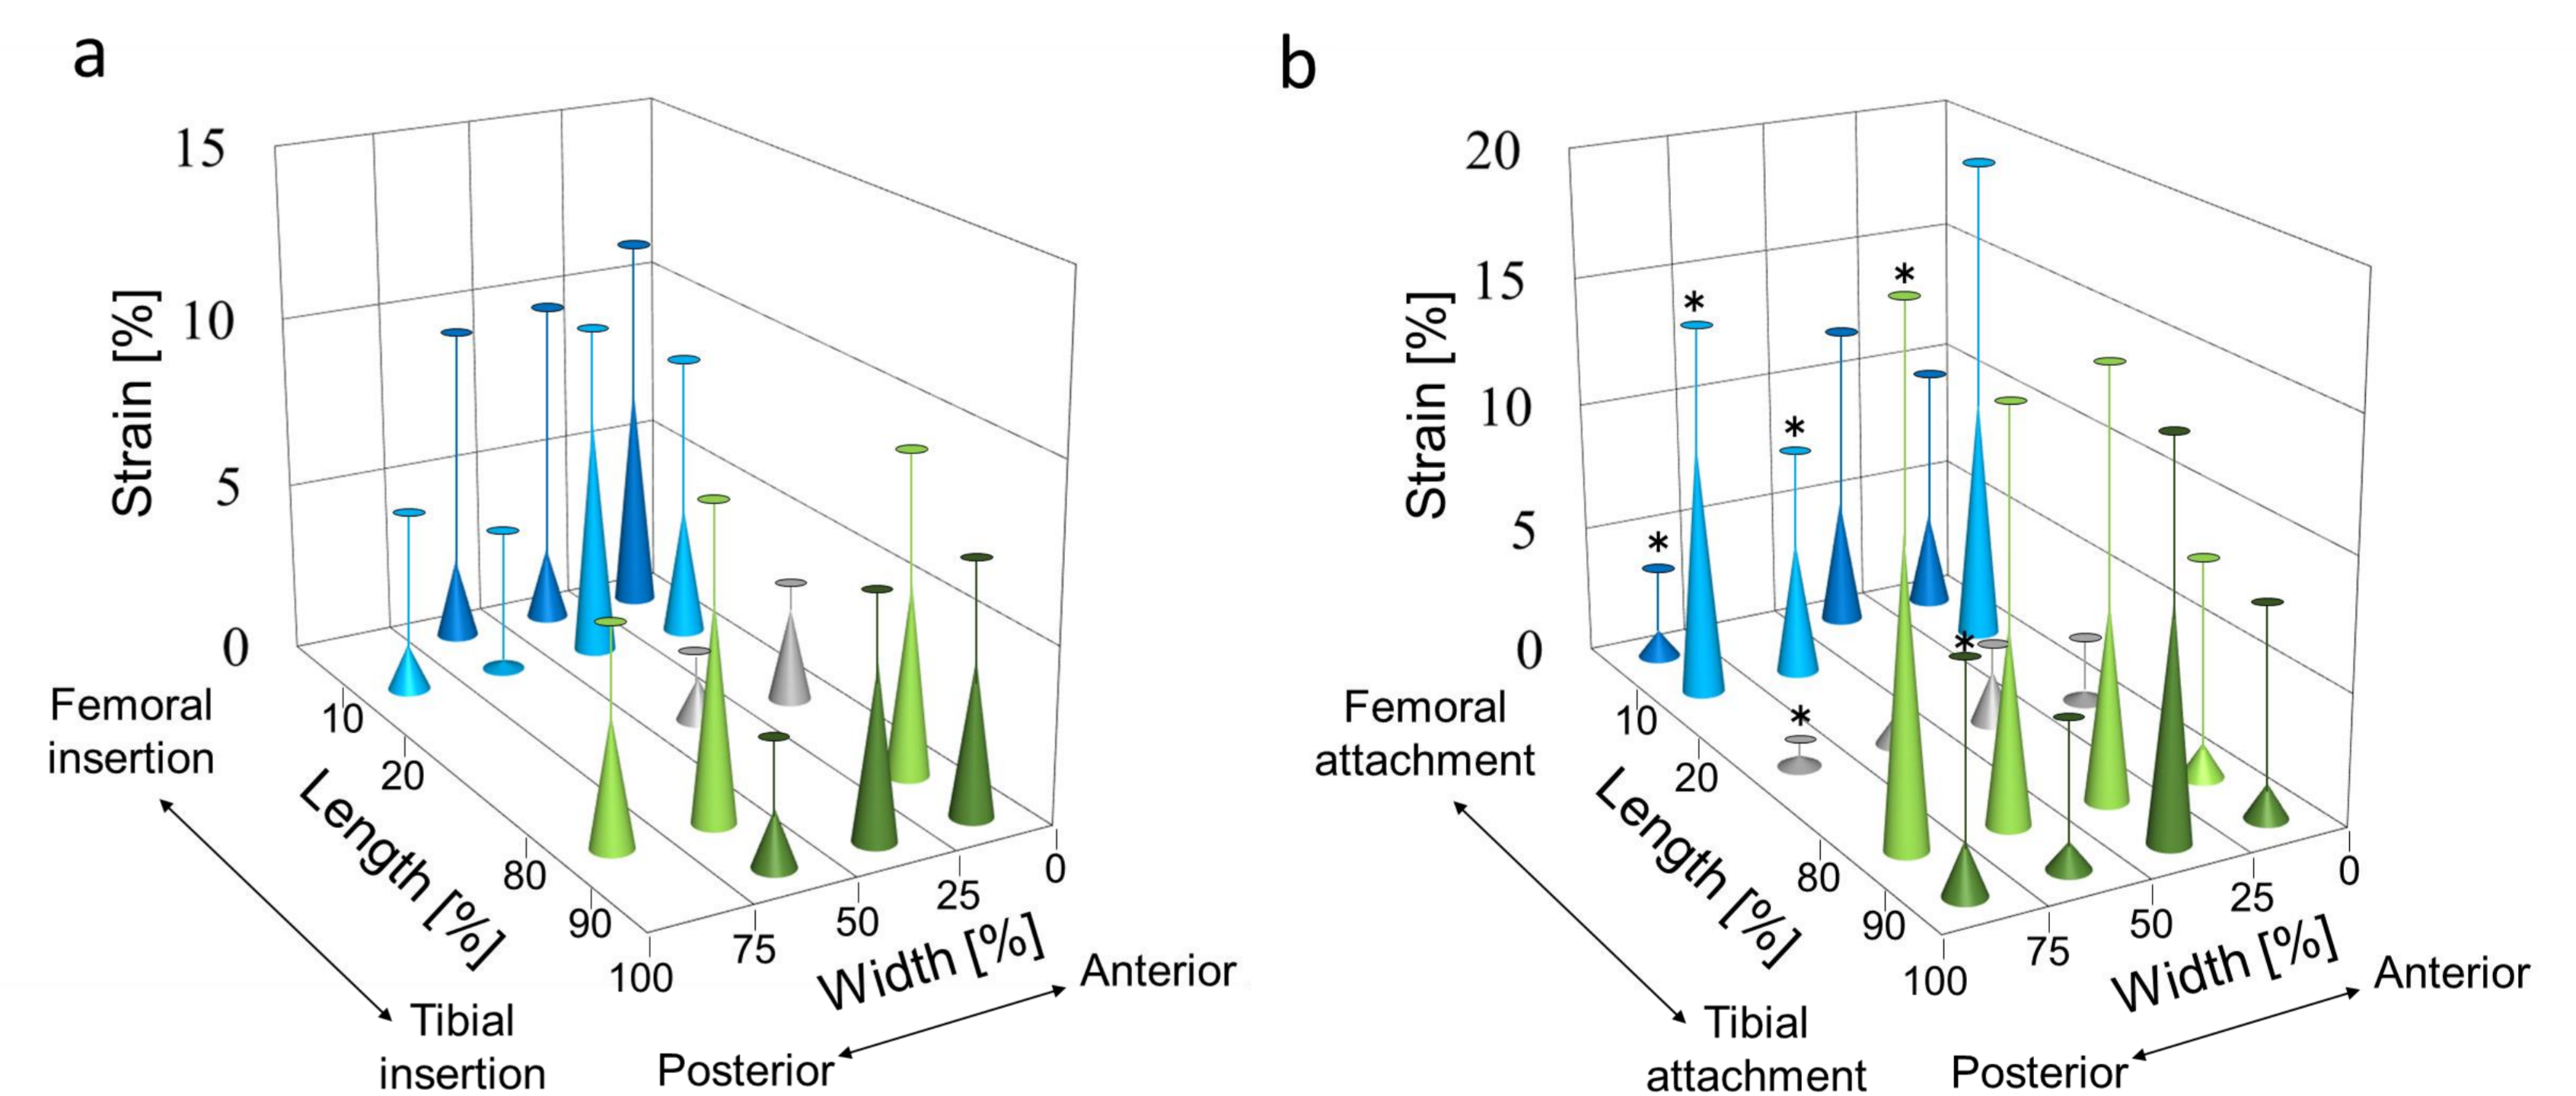 a
15
10
5
0
Strain [%]
Femoral
insertion
10
20
80
90
100
Length [%]
Tibial
insertion
75
50
25
0
Width [%]
Posterior
Anterior
b
20
15
10
5
0
Strain [%]
*
*
*
*
*
*
Femoral
attachment
10
20
80
90
100
Length [%]
Tibial
attachment
75
50
25
0
Width [%]
Posterior
Anterior